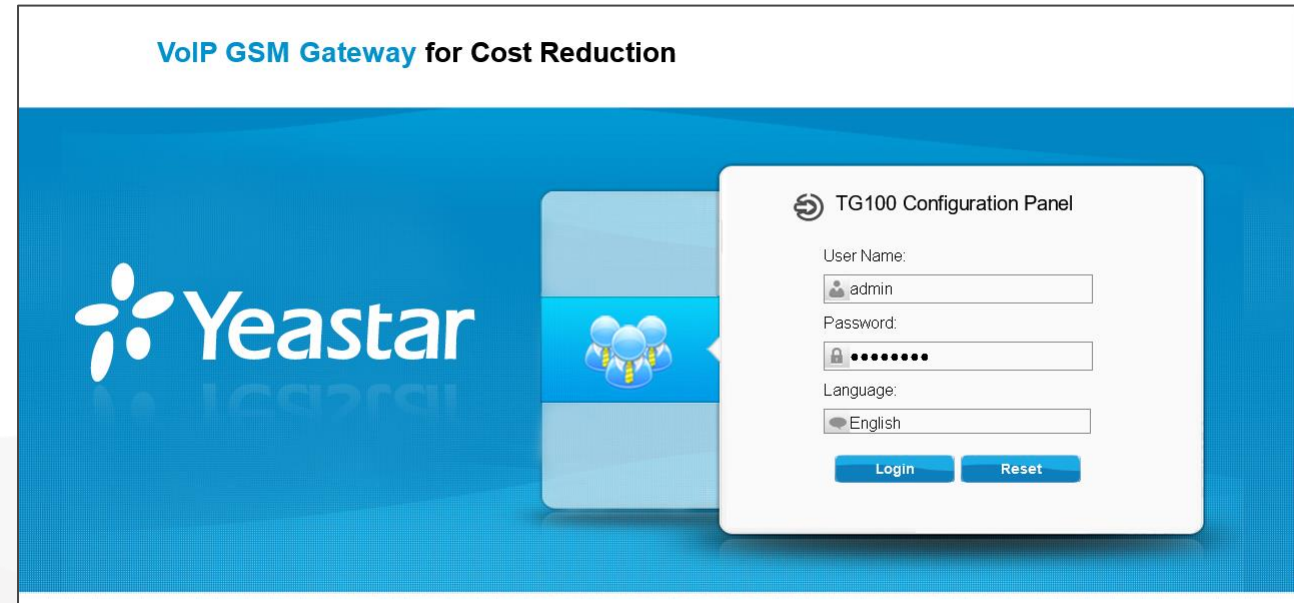 VoIP GSM Gateway for Cost Reduction
Yeastar
TG100 Configuration Panel
User Name:
admin
Password:
••••••••
Language:
English
Login Reset